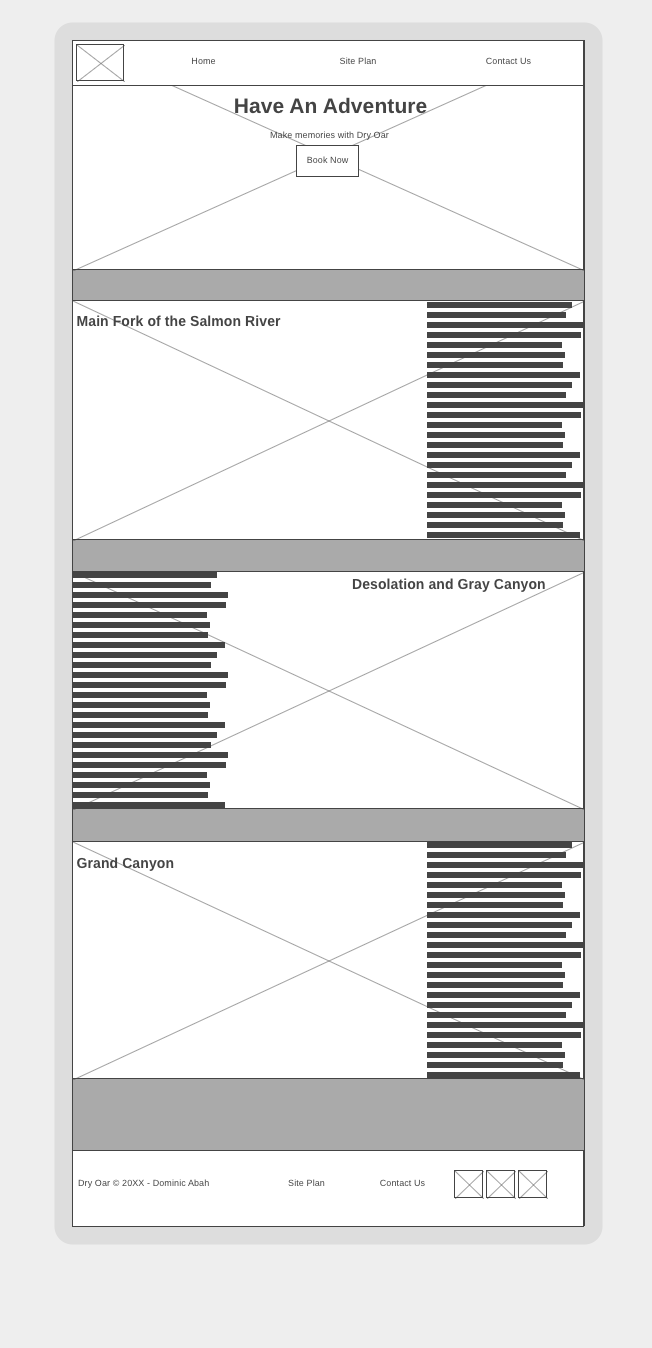 Home
Site Plan
Contact Us
Have An Adventure
Make memories with Dry Oar
Book Now
Main Fork of the Salmon River
Desolation and Gray Canyon
Grand Canyon
Dry Oar © 20XX - Dominic Abah
Site Plan
Contact Us